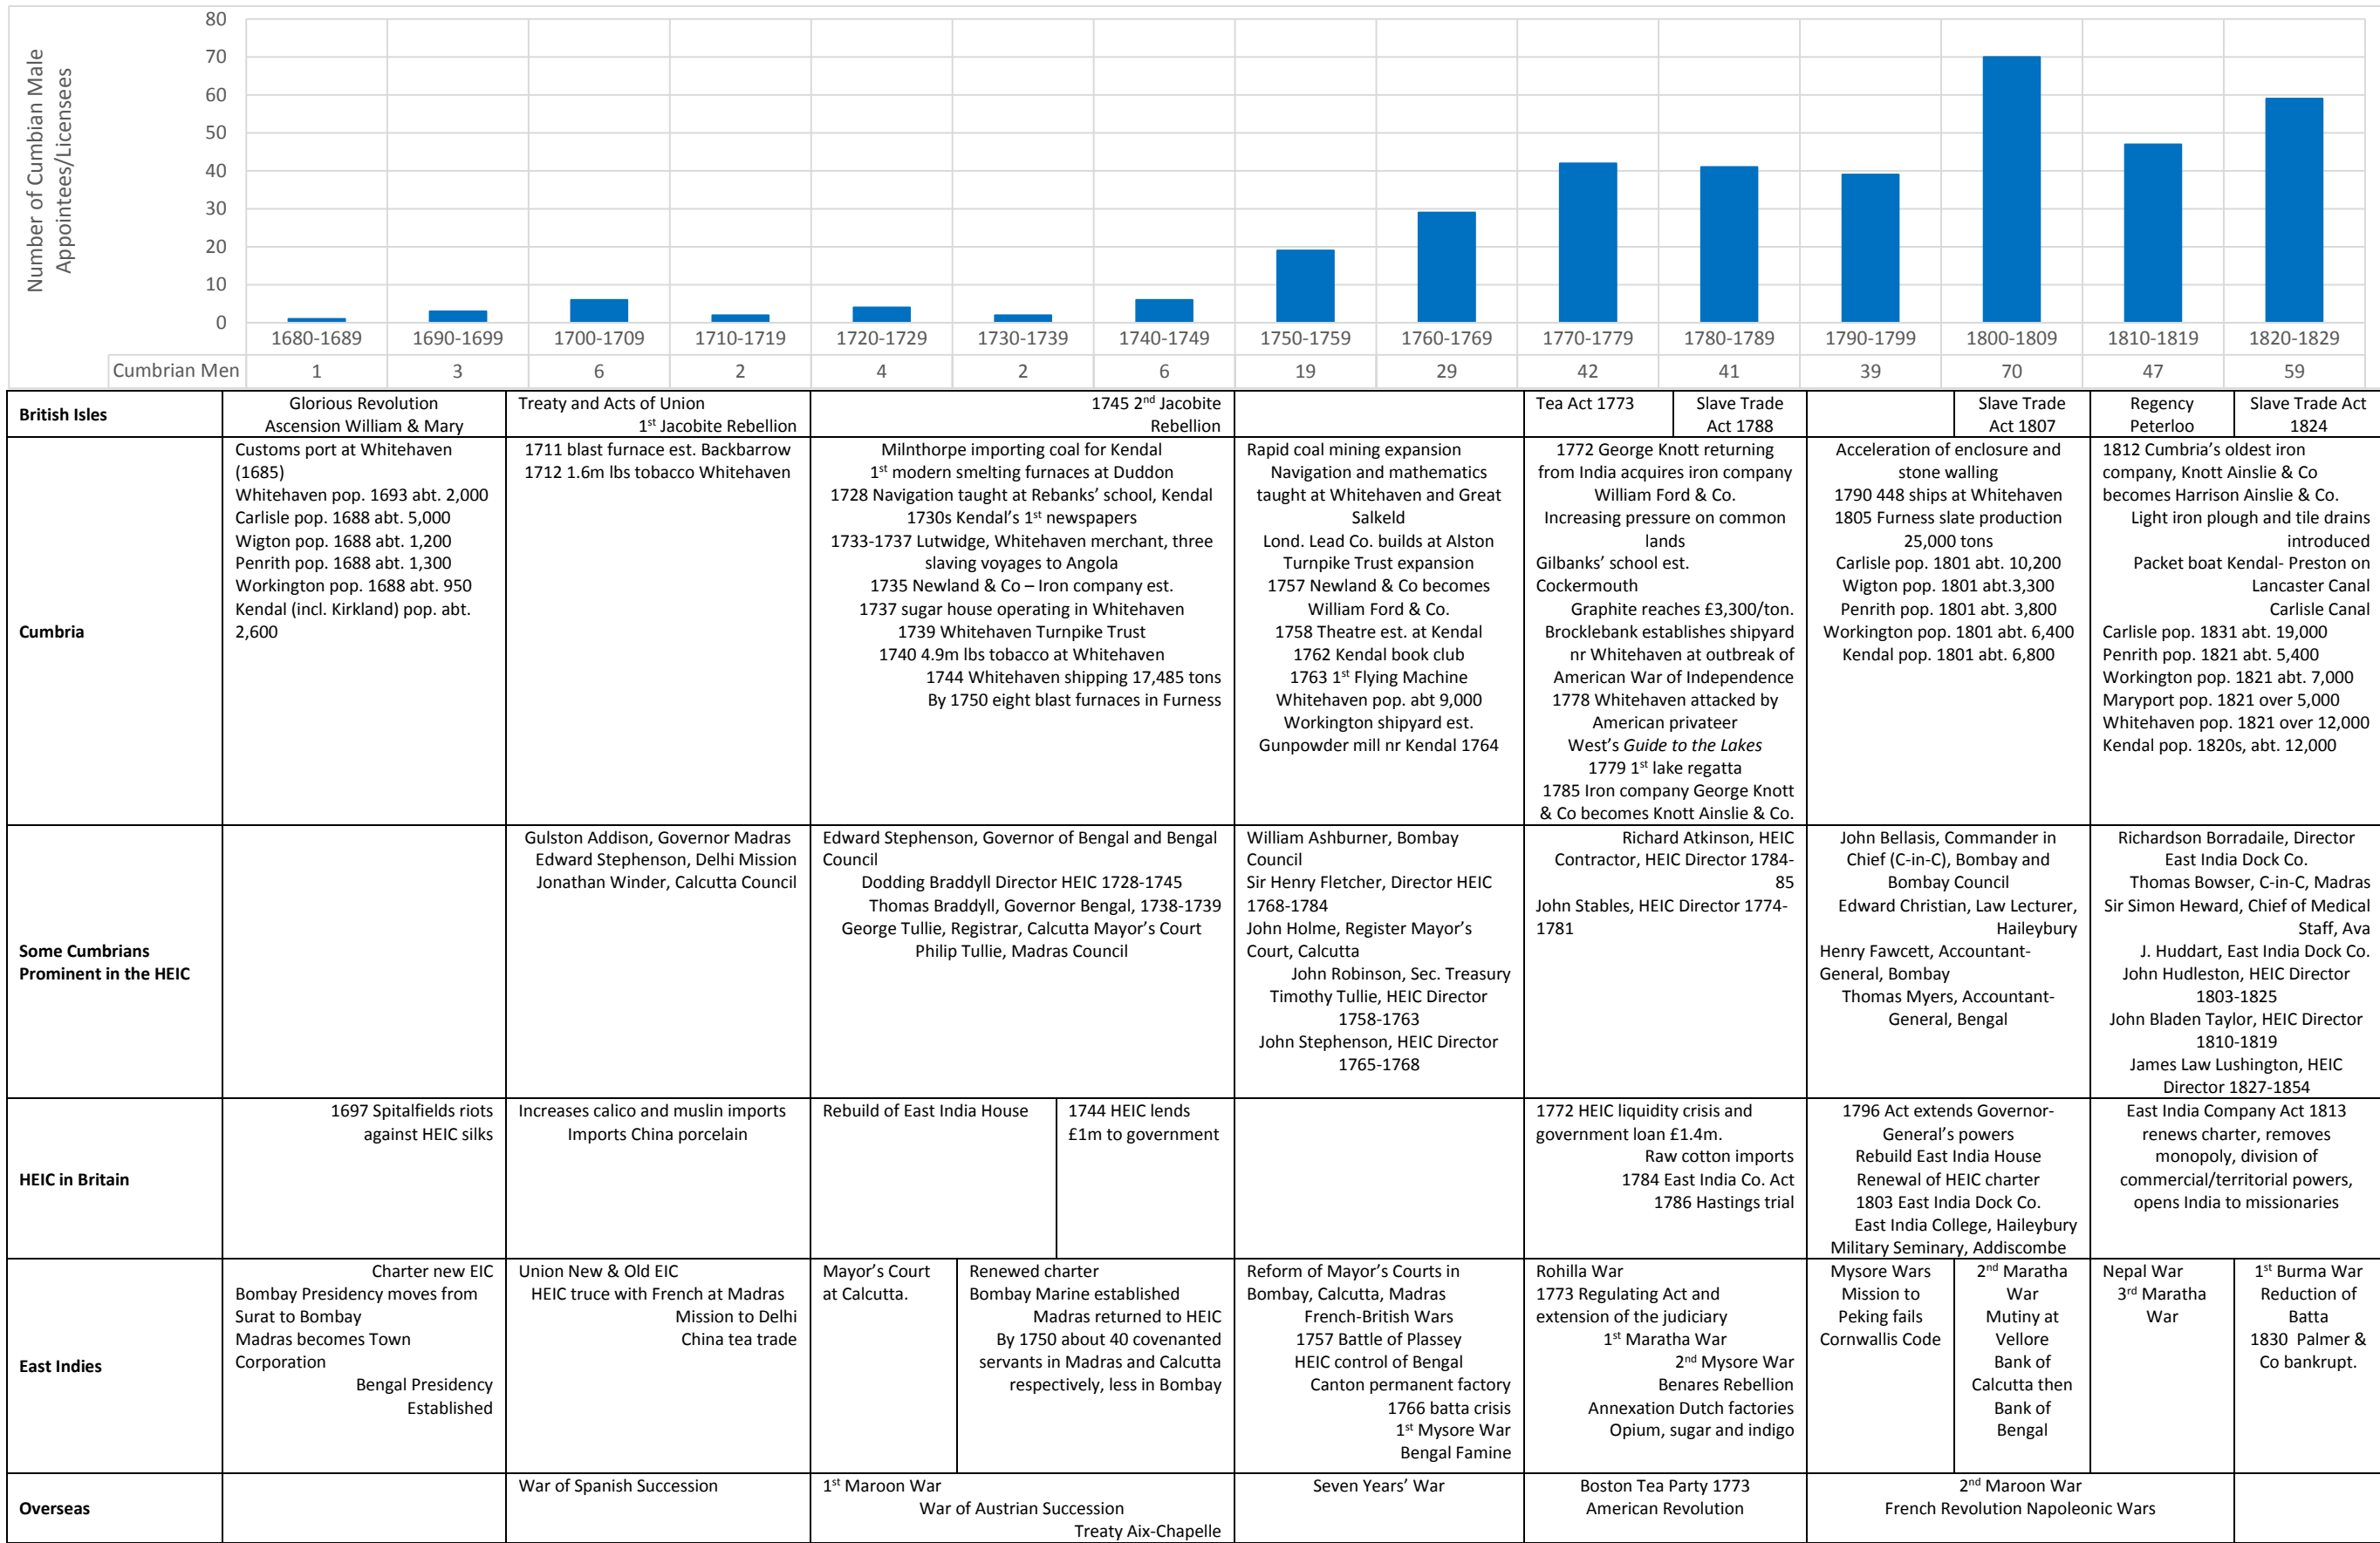 Number of Cumbian Male
Appointees/Licensees
80
70
60
50
40
30
20
10
0
1680-1689 1690-1699 1700-1709 1710-1719 1720-1729 1730-1739 1740-1749 1750-1759 1760-1769 1770-1779 1780-1789 1790-1799 1800-1809 1810-1819 1820-1829
Cumbrian Men 1 3 6 2 4 2 6 19 29 42 41 39 70 47 59
British Isles
Glorious Revolution
Ascension William & Mary
Treaty and Acts of Union
1st Jacobite Rebellion
1745 2nd Jacobite
Rebellion
Tea Act 1773
Slave Trade
Act 1788
Slave Trade
Act 1807
Regency
Peterloo
Slave Trade Act
1824
Cumbria
Customs port at Whitehaven
(1685)
Whitehaven pop. 1693 abt. 2,000
Carlisle pop. 1688 abt. 5,000
Wigton pop. 1688 abt. 1,200
Penrith pop. 1688 abt. 1,300
Workington pop. 1688 abt. 950
Kendal (incl. Kirkland) pop. abt.
2,600
1711 blast furnace est. Backbarrow
1712 1.6m lbs tobacco Whitehaven
Milnthorpe importing coal for Kendal
1st modern smelting furnaces at Duddon
1728 Navigation taught at Rebanks’ school, Kendal
1730s Kendal’s 1st newspapers
1733-1737 Lutwidge, Whitehaven merchant, three
slaving voyages to Angola
1735 Newland & Co – Iron company est.
1737 sugar house operating in Whitehaven
1739 Whitehaven Turnpike Trust
1740 4.9m lbs tobacco at Whitehaven
1744 Whitehaven shipping 17,485 tons
By 1750 eight blast furnaces in Furness
Rapid coal mining expansion
Navigation and mathematics
taught at Whitehaven and Great
Salkeld
Lond. Lead Co. builds at Alston
Turnpike Trust expansion
1757 Newland & Co becomes
William Ford & Co.
1758 Theatre est. at Kendal
1762 Kendal book club
1763 1st Flying Machine
Whitehaven pop. abt 9,000
Workington shipyard est.
Gunpowder mill nr Kendal 1764
1772 George Knott returning
from India acquires iron company
William Ford & Co.
Increasing pressure on common
lands
Gilbanks’ school est.
Cockermouth
Graphite reaches £3,300/ton.
Brocklebank establishes shipyard
nr Whitehaven at outbreak of
American War of Independence
1778 Whitehaven attacked by
American privateer
West’s Guide to the Lakes
1779 1st lake regatta
1785 Iron company George Knott
& Co becomes Knott Ainslie & Co.
Acceleration of enclosure and
stone walling
1790 448 ships at Whitehaven
1805 Furness slate production
25,000 tons
Carlisle pop. 1801 abt. 10,200
Wigton pop. 1801 abt.3,300
Penrith pop. 1801 abt. 3,800
Workington pop. 1801 abt. 6,400
Kendal pop. 1801 abt. 6,800
1812 Cumbria’s oldest iron
company, Knott Ainslie & Co
becomes Harrison Ainslie & Co.
Light iron plough and tile drains
introduced
Packet boat Kendal- Preston on
Lancaster Canal
Carlisle Canal
Carlisle pop. 1831 abt. 19,000
Penrith pop. 1821 abt. 5,400
Workington pop. 1821 abt. 7,000
Maryport pop. 1821 over 5,000
Whitehaven pop. 1821 over 12,000
Kendal pop. 1820s, abt. 12,000
Some Cumbrians
Prominent in the HEIC
Gulston Addison, Governor Madras
Edward Stephenson, Delhi Mission
Jonathan Winder, Calcutta Council
Edward Stephenson, Governor of Bengal and Bengal
Council
Dodding Braddyll Director HEIC 1728-1745
Thomas Braddyll, Governor Bengal, 1738-1739
George Tullie, Registrar, Calcutta Mayor’s Court
Philip Tullie, Madras Council
William Ashburner, Bombay
Council
Sir Henry Fletcher, Director HEIC
1768-1784
John Holme, Register Mayor’s
Court, Calcutta
John Robinson, Sec. Treasury
Timothy Tullie, HEIC Director
1758-1763
John Stephenson, HEIC Director
1765-1768
Richard Atkinson, HEIC
Contractor, HEIC Director 1784-
85
John Stables, HEIC Director 1774-
1781
John Bellasis, Commander in
Chief (C-in-C), Bombay and
Bombay Council
Edward Christian, Law Lecturer,
Haileybury
Henry Fawcett, Accountant-
General, Bombay
Thomas Myers, Accountant-
General, Bengal
Richardson Borradaile, Director
East India Dock Co.
Thomas Bowser, C-in-C, Madras
Sir Simon Heward, Chief of Medical
Staff, Ava
J. Huddart, East India Dock Co.
John Hudleston, HEIC Director
1803-1825
John Bladen Taylor, HEIC Director
1810-1819
James Law Lushington, HEIC
Director 1827-1854
HEIC in Britain
1697 Spitalfields riots
against HEIC silks
Increases calico and muslin imports
Imports China porcelain
Rebuild of East India House
1744 HEIC lends
£1m to government
1772 HEIC liquidity crisis and
government loan £1.4m.
Raw cotton imports
1784 East India Co. Act
1786 Hastings trial
1796 Act extends Governor-
General’s powers
Rebuild East India House
Renewal of HEIC charter
1803 East India Dock Co.
East India College, Haileybury
Military Seminary, Addiscombe
East India Company Act 1813
renews charter, removes
monopoly, division of
commercial/territorial powers,
opens India to missionaries
East Indies
Charter new EIC
Bombay Presidency moves from
Surat to Bombay
Madras becomes Town
Corporation
Bengal Presidency
Established
Union New & Old EIC
HEIC truce with French at Madras
Mission to Delhi
China tea trade
Mayor’s Court
at Calcutta.
Renewed charter
Bombay Marine established
Madras returned to HEIC
By 1750 about 40 covenanted
servants in Madras and Calcutta
respectively, less in Bombay
Reform of Mayor’s Courts in
Bombay, Calcutta, Madras
French-British Wars
1757 Battle of Plassey
HEIC control of Bengal
Canton permanent factory
1766 batta crisis
1st Mysore War
Bengal Famine
Rohilla War
1773 Regulating Act and
extension of the judiciary
1st Maratha War
2nd Mysore War
Benares Rebellion
Annexation Dutch factories
Opium, sugar and indigo
Mysore Wars
Mission to
Peking fails
Cornwallis Code
2nd Maratha
War
Mutiny at
Vellore
Bank of
Calcutta then
Bank of
Bengal
Nepal War
3rd Maratha
War
1st Burma War
Reduction of
Batta
1830 Palmer &
Co bankrupt.
Overseas
War of Spanish Succession
1st Maroon War
War of Austrian Succession
Treaty Aix-Chapelle
Seven Years’ War
Boston Tea Party 1773
American Revolution
2nd Maroon War
French Revolution Napoleonic Wars